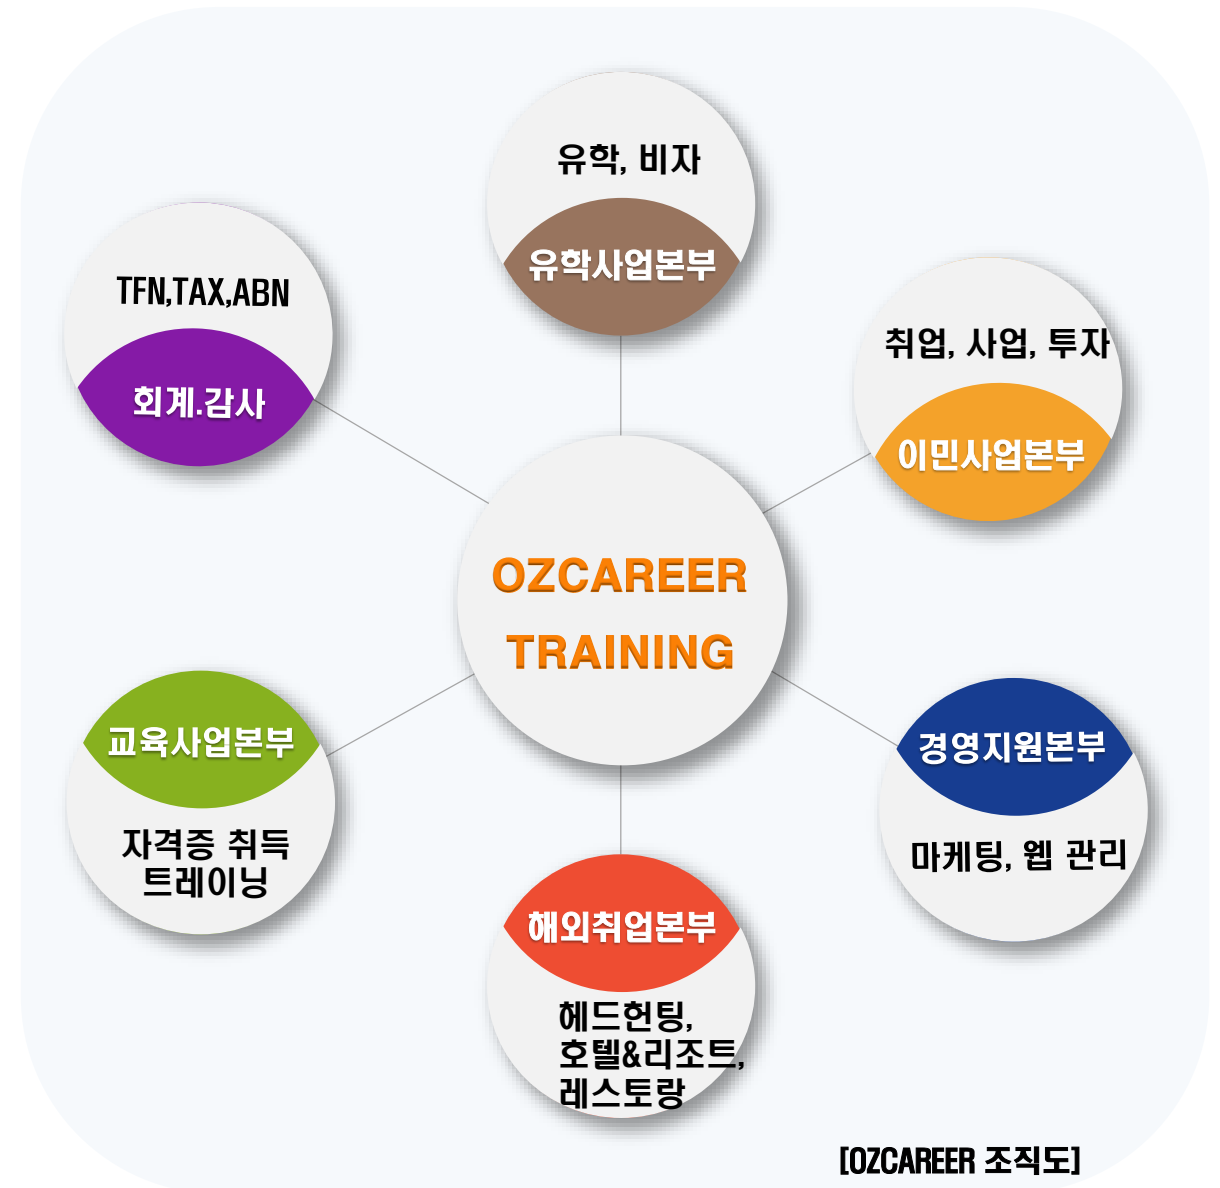 유학, 비자
유학사업본부
TFN,TAX,ABN
회계.감사
취업, 사업, 투자
이민사업본부
OZCAREER
TRAINING
교육사업본부
자격증 취득
트레이닝
경영지원본부
마케팅, 웹 관리
해외취업본부
헤드헌팅,
호텔&리조트,
레스토랑
[OZCAREER 조직도]